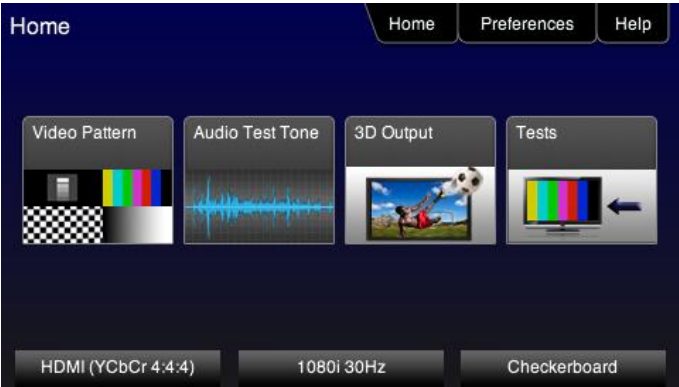 Home
Home Preferences Help
Video Pattern
Audio Test Tone
3D Output
Tests
HDMI (YCbCr 4:4:4)
1080i 30Hz
Checkerboard